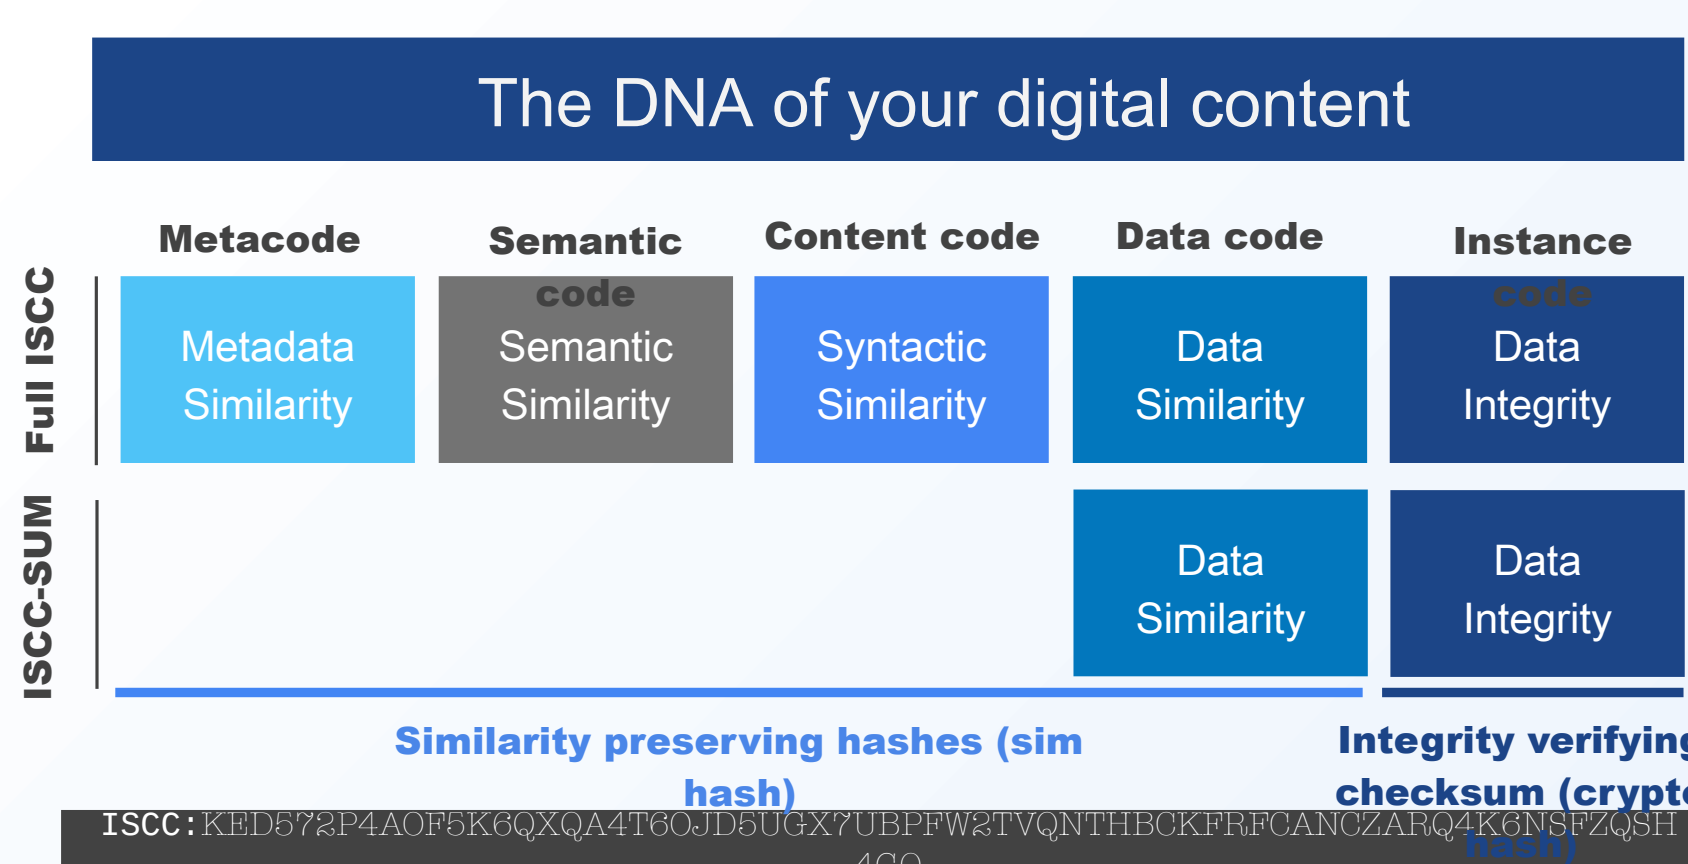 The DNA of your digital content
Metacode
Semantic
code
Content code
Data code
Instance
code
Full ISCC
Metadata
Similarity
Semantic
Similarity
Syntactic
Similarity
Data
Similarity
Data
Integrity
ISCC-SUM
Data
Similarity
Data
Integrity
Similarity preserving hashes (sim
hash)
Integrity verifying
checksum (crypto
hash)
ISCC:KED572P4AOF5K6QXQA4T6OJD5UGX7UBPFW2TVQNTHBCKFRFCANCZARQ4K6NSFZQSH